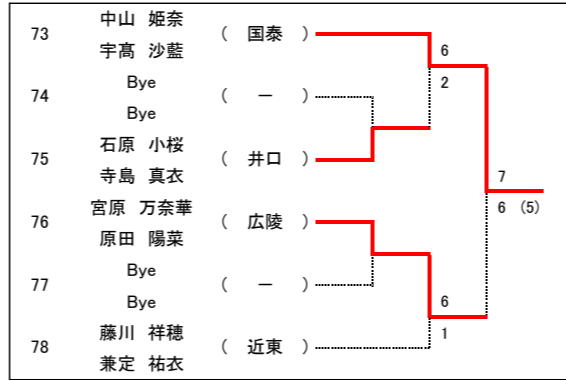 73 中山 姫奈 宇髙 沙藍 ( 国泰 )
74 Bye Bye ( － )
75 石原 小桜 寺島 真衣 ( 井口 )
76 宮原 万奈華 原田 陽菜 ( 広陵 )
77 Bye Bye ( － )
78 藤川 祥穂 兼定 祐衣 ( 近東 )
6
2
6
1
7
6 (5)